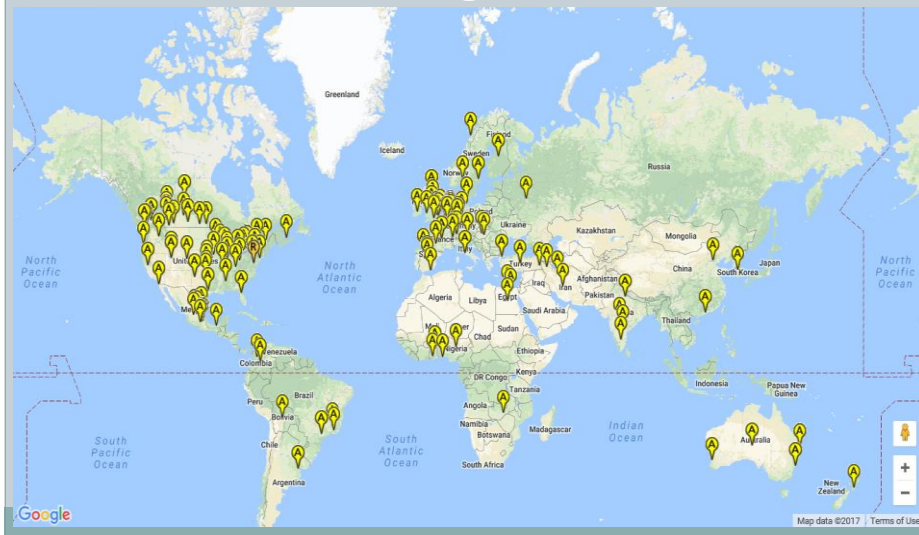 Greenland
Iceland
Finland
Sweden
Norway
Russia
Poland
Ukraine
Kazakhstan
Mongolia
Italy
Turkey
China
Japan
South Korea
Afghanistan
Iraq
Iran
Pakistan
North
Pacific
Ocean
North
Atlantic
Ocean
North
Pacific
Ocean
United States
Algeria
Libya
Egypt
Saudi Arabia
Thailand
Chad
Sudan
Nigeria
Ethiopia
Venezuela
Colombia
Kenya
DR Congo
Tanzania
Indonesia
Papua New
Guinea
Peru
Brazil
Bolivia
Angola
Namibia
Botswana
Madagascar
Indian
Ocean
Australia
South
Pacific
Ocean
Chile
South
Atlantic
Ocean
South Africa
Argentina
New
Zealand
Google
Map data ©2017
Terms of Use